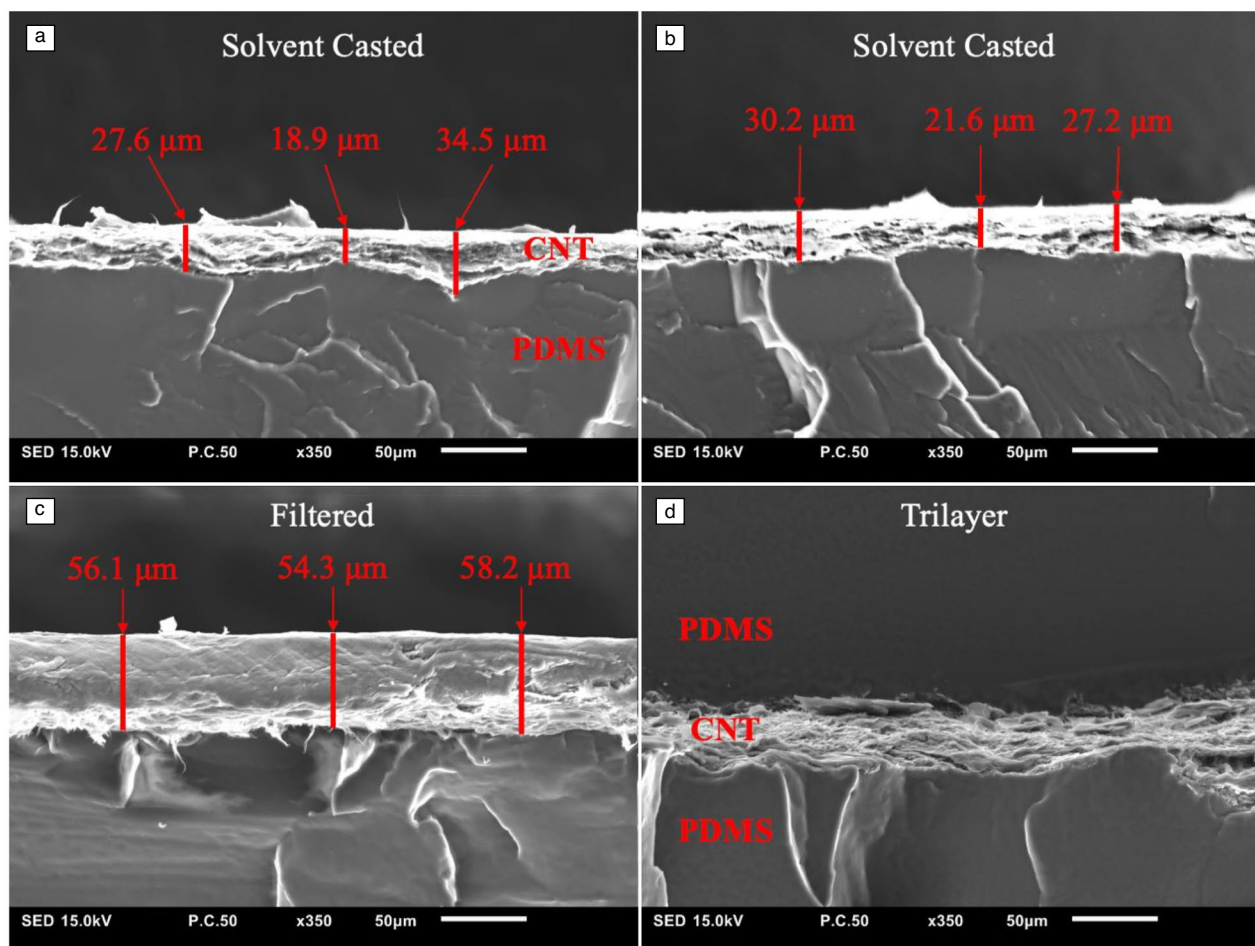 a
Solvent Casted
27.6 μm
18.9 μm
34.5 μm
CNT
PDMS
SED 15.0kV P.C.50 x350 50μm
b
Solvent Casted
30.2 μm
21.6 μm
27.2 μm
SED 15.0kV P.C.50 x350 50μm
c
Filtered
56.1 μm
54.3 μm
58.2 μm
SED 15.0kV P.C.50 x350 50μm
d
Trilayer
PDMS
CNT
PDMS
SED 15.0kV P.C.50 x350 50μm